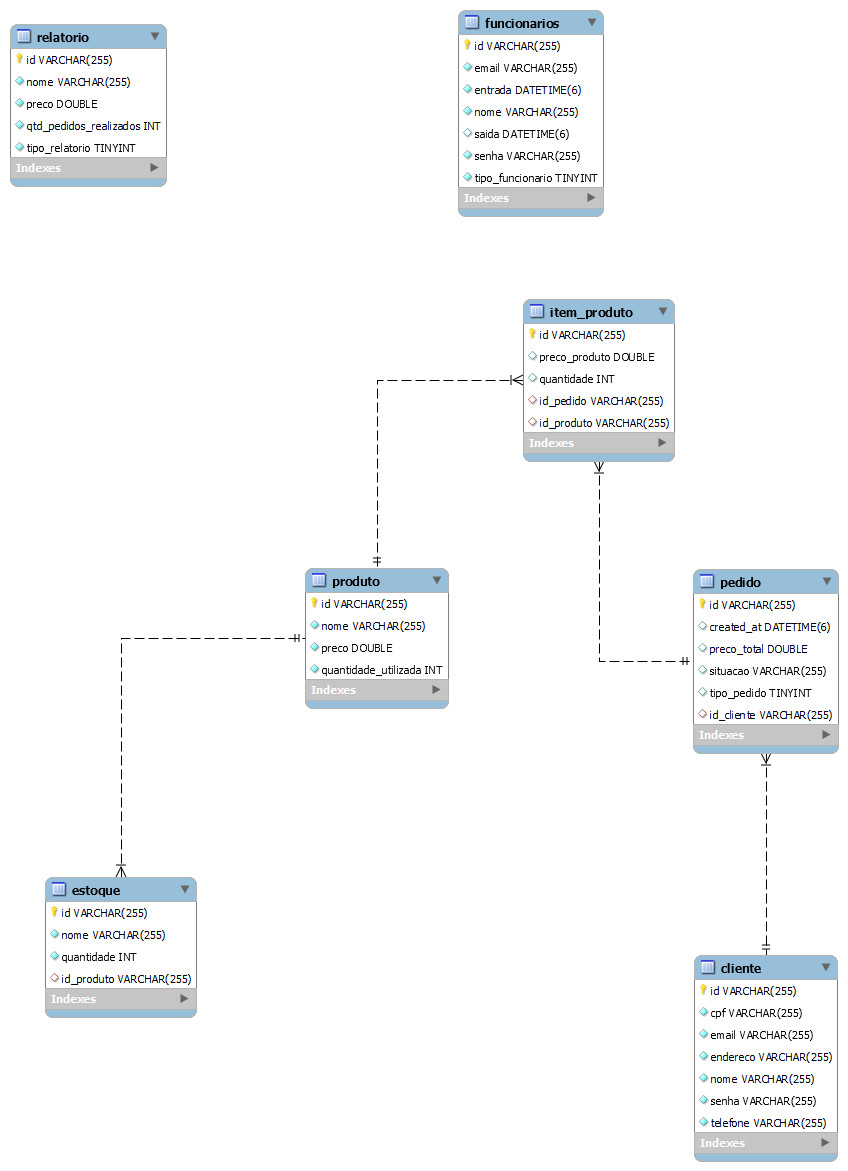 relatorio
id VARCHAR(255)
nome VARCHAR(255)
preco DOUBLE
qtd_pedidos_realizados INT
tipo_relatorio TINYINT
Indexes
funcionarios
id VARCHAR(255)
email VARCHAR(255)
entrada DATETIME(6)
nome VARCHAR(255)
saida DATETIME(6)
senha VARCHAR(255)
tipo_funcionario TINYINT
Indexes
item_produto
id VARCHAR(255)
preco_produto DOUBLE
quantidade INT
id_pedido VARCHAR(255)
id_produto VARCHAR(255)
Indexes
produto
id VARCHAR(255)
nome VARCHAR(255)
preco DOUBLE
quantidade_utilizada INT
Indexes
pedido
id VARCHAR(255)
created_at DATETIME(6)
preco_total DOUBLE
situacao VARCHAR(255)
tipo_pedido TINYINT
id_cliente VARCHAR(255)
Indexes
estoque
id VARCHAR(255)
nome VARCHAR(255)
quantidade INT
id_produto VARCHAR(255)
Indexes
cliente
id VARCHAR(255)
cpf VARCHAR(255)
email VARCHAR(255)
endereco VARCHAR(255)
nome VARCHAR(255)
senha VARCHAR(255)
telefone VARCHAR(255)
Indexes